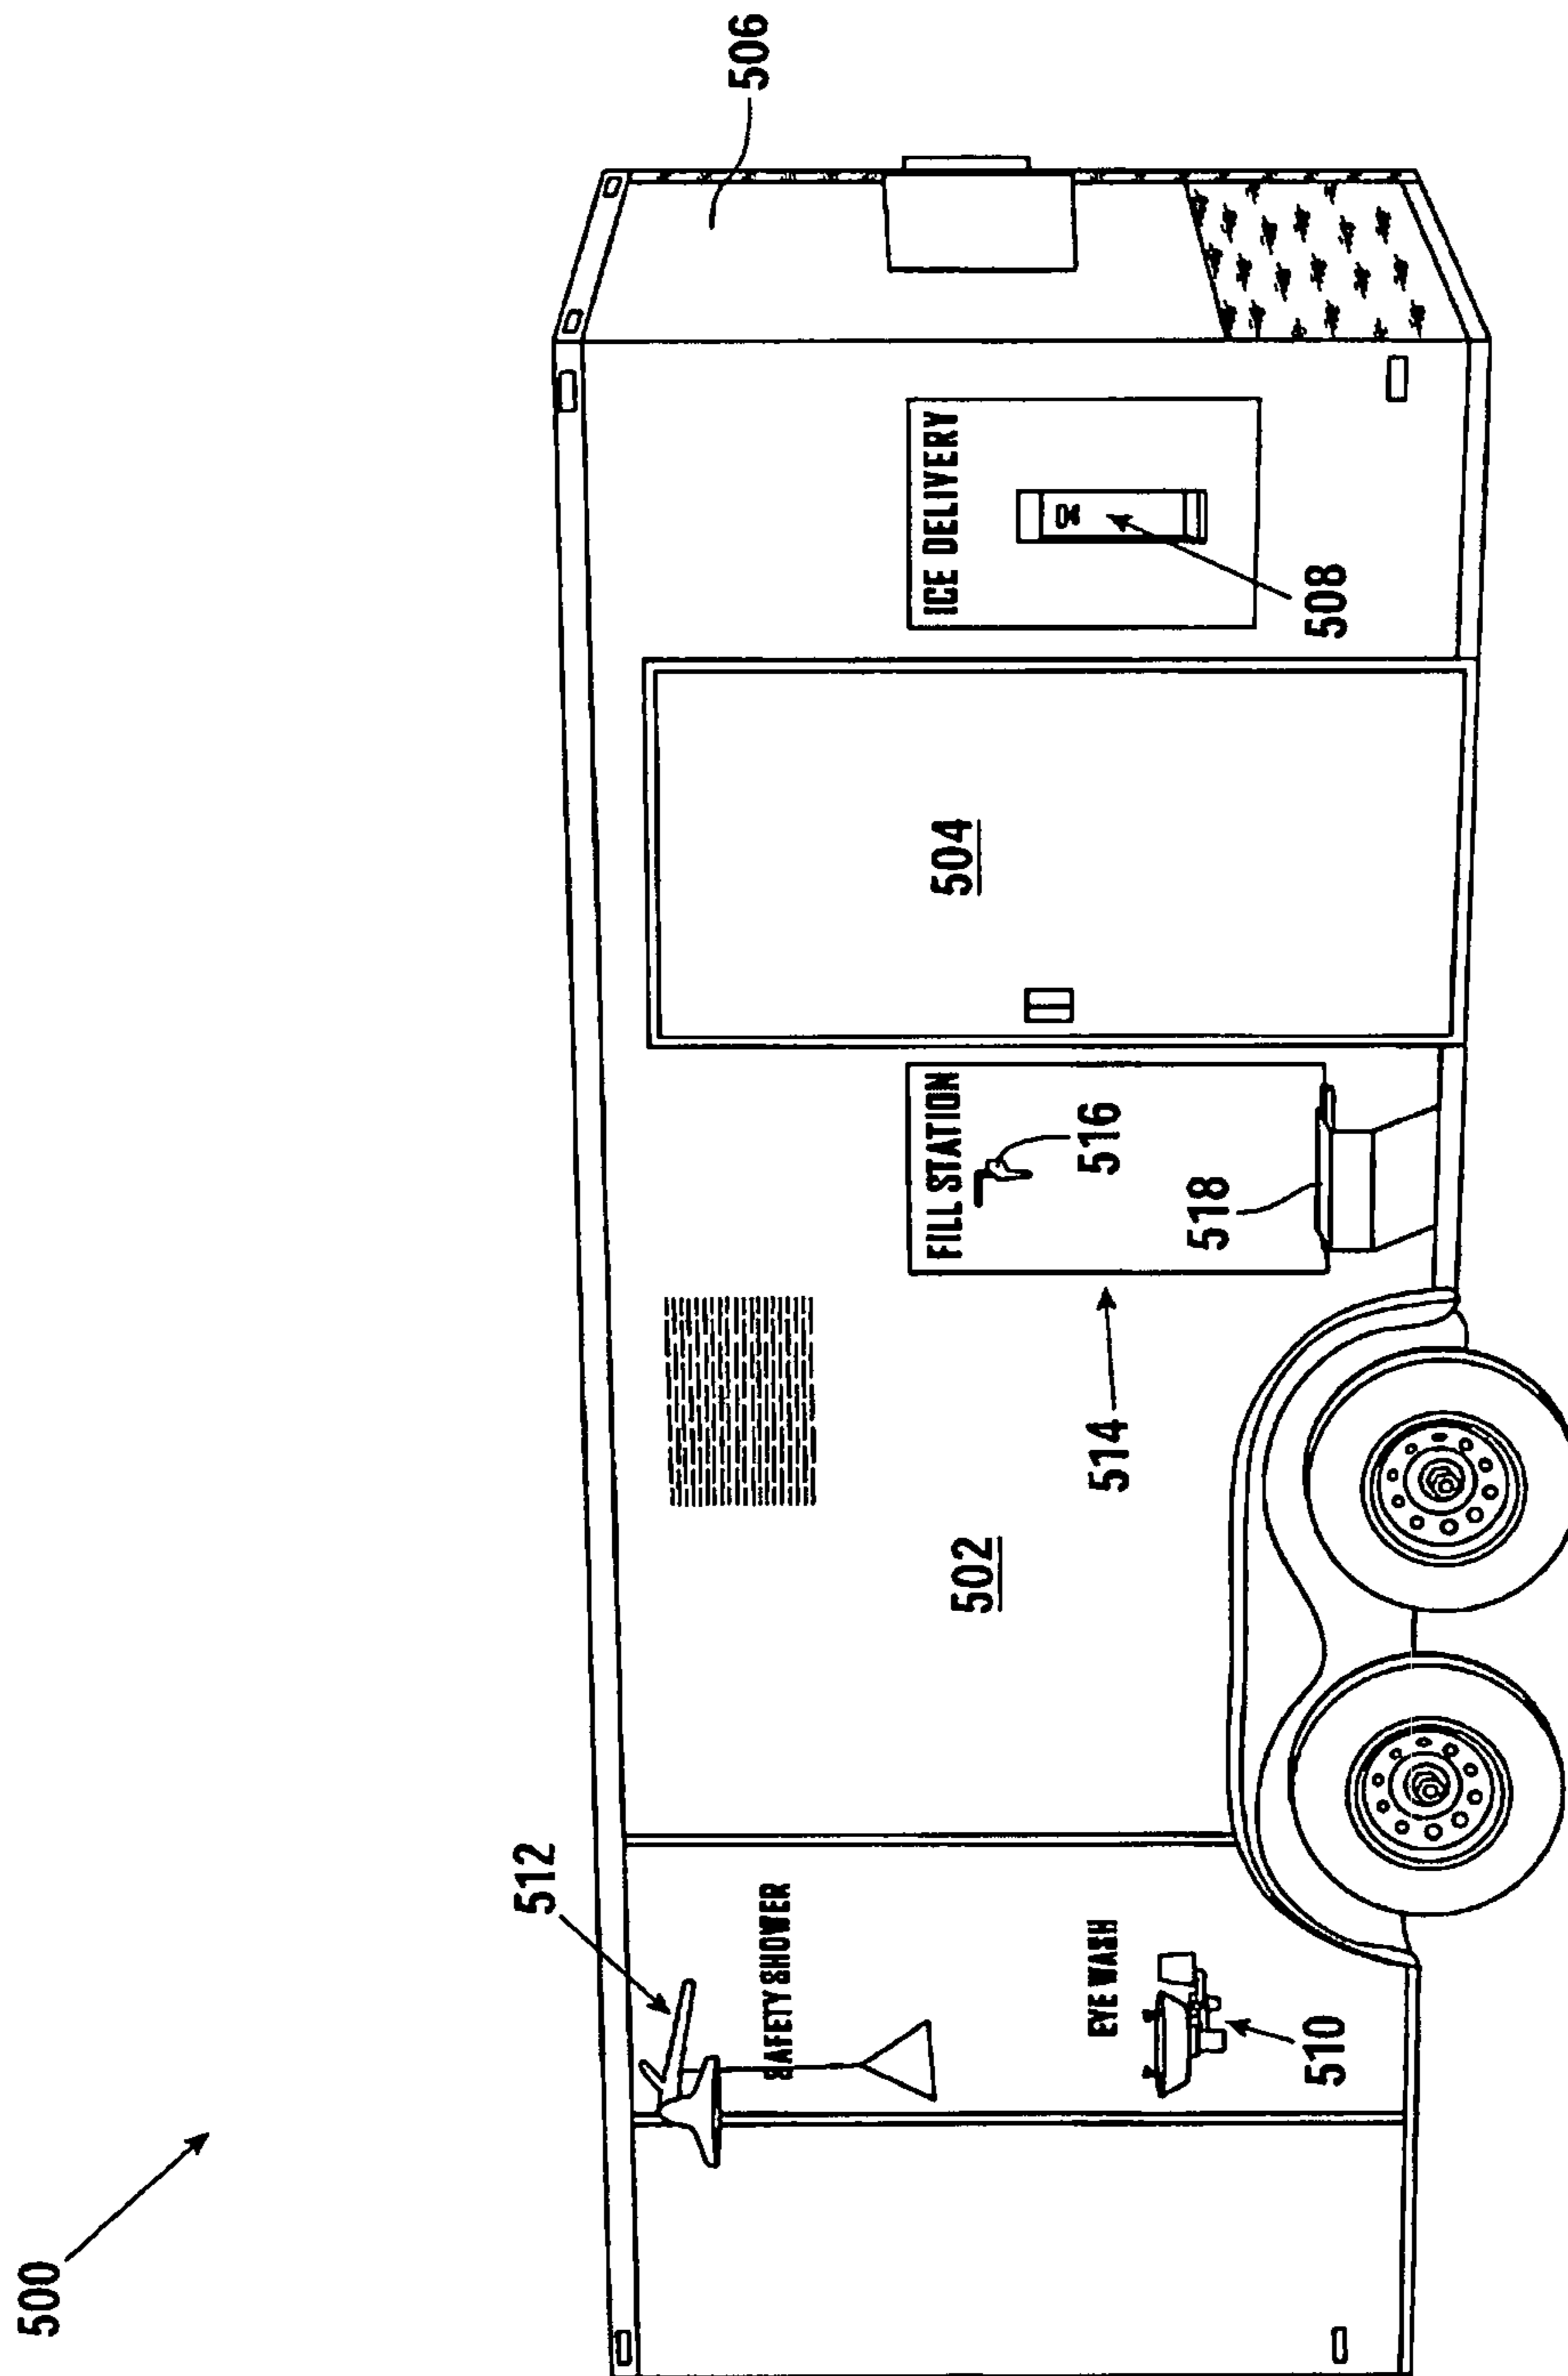 500
512
506
SAFETY SHOWER
EYE WASH
510
502
514
FILL STATION
516
518
504
ICE DELIVERY
508